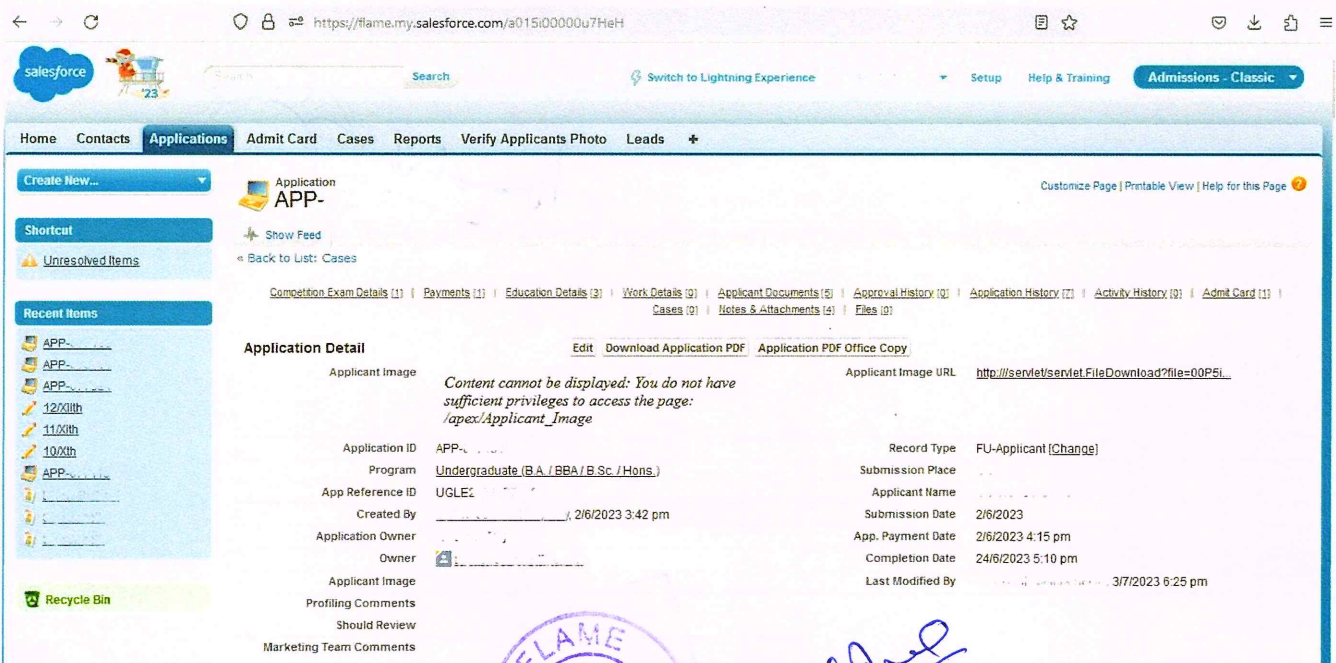 https://flame.my.salesforce.com/a015i00000u7HeH
salesforce
'23
Search
Search
Switch to Lightning Experience
Setup
Help & Training
Admissions - Classic
Home Contacts Applications Admit Card Cases Reports Verify Applicants Photo Leads +
Create New...
Shortcut
Unresolved Items
Recent Items
APP-
APP-
APP-
12/XIIth
11/XIth
10/Xth
APP-
Recycle Bin
Application
APP-
Customize Page | Printable View | Help for this Page
Show Feed
« Back to List: Cases
Competition Exam Details [1] | Payments [1] | Education Details [3] | Work Details [0] | Applicant Documents [5] | Approval History [0] | Application History [7] | Activity History [0] | Admit Card [1] |
Cases [0] | Notes & Attachments [4] | Files [0]
Application Detail
Edit Download Application PDF Application PDF Office Copy
Applicant Image
Content cannot be displayed: You do not have
sufficient privileges to access the page:
/apex/Applicant_Image
Applicant Image URL http:///servlet/servlet.FileDownload?file=00P5i...
Application ID APP-
Record Type FU-Applicant [Change]
Program Undergraduate (B.A. / BBA / B.Sc. / Hons.)
Submission Place
App Reference ID UGLE2
Applicant Name
Created By , 2/6/2023 3:42 pm
Submission Date 2/6/2023
Application Owner
App. Payment Date 2/6/2023 4:15 pm
Owner
Completion Date 24/6/2023 5:10 pm
Applicant Image
Last Modified By , 3/7/2023 6:25 pm
Profiling Comments
Should Review
Marketing Team Comments
FLAME